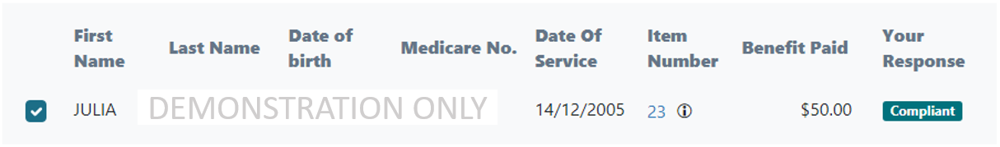 First Name Last Name Date of birth Medicare No. Date Of Service Item Number Benefit Paid Your Response
JULIA DEMONSTRATION ONLY 14/12/2005 23 $50.00 Compliant